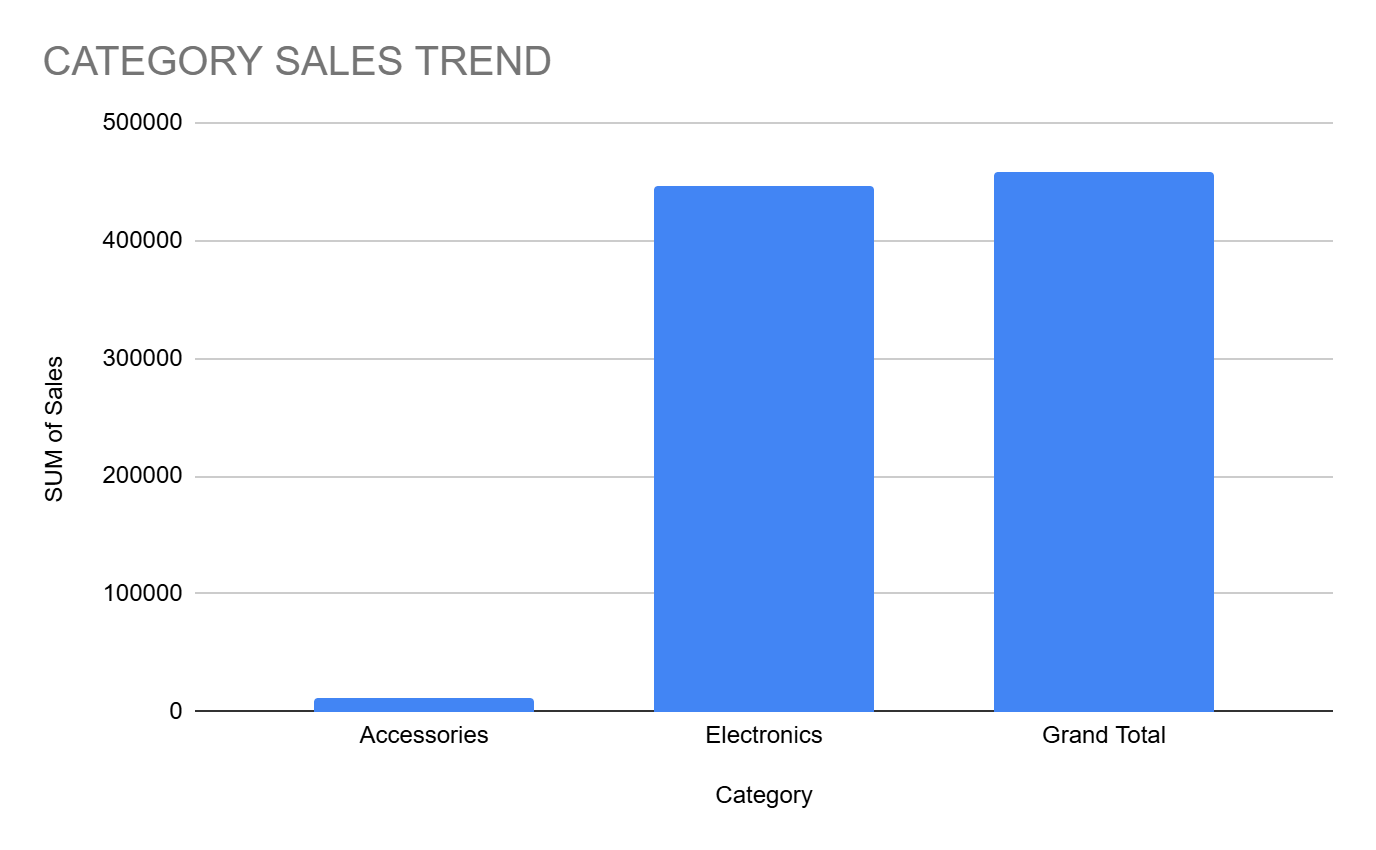 CATEGORY SALES TREND
500000
400000
300000
200000
100000
0
SUM of Sales
Accessories
Electronics
Grand Total
Category